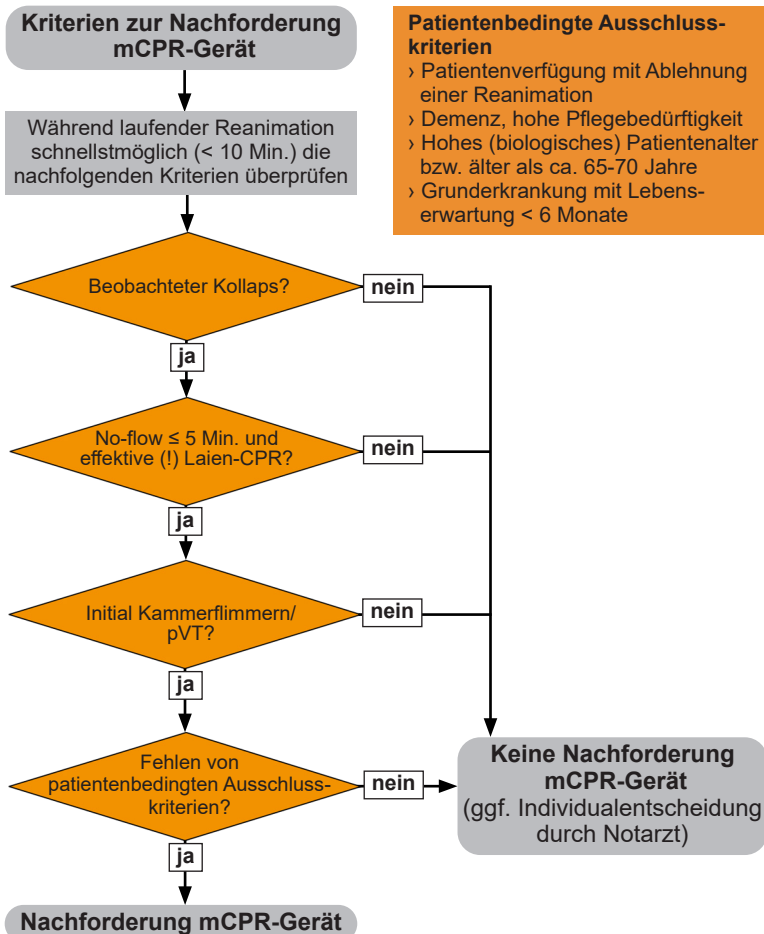 Kriterien zur Nachforderung
mCPR-Gerät
Patientenbedingte Ausschluss-
kriterien
› Patientenverfügung mit Ablehnung
einer Reanimation
› Demenz, hohe Pflegebedürftigkeit
› Hohes (biologisches) Patientenalter
bzw. älter als ca. 65-70 Jahre
› Grunderkrankung mit Lebens-
erwartung < 6 Monate
Während laufender Reanimation
schnellstmöglich (< 10 Min.) die
nachfolgenden Kriterien überprüfen
Beobachteter Kollaps?
nein
ja
No-flow ≤ 5 Min. und
effektive (!) Laien-CPR?
nein
ja
Initial Kammerflimmern/
pVT?
nein
ja
Fehlen von
patientenbedingten Ausschluss-
kriterien?
nein
Keine Nachforderung
mCPR-Gerät
(ggf. Individualentscheidung
durch Notarzt)
ja
Nachforderung mCPR-Gerät